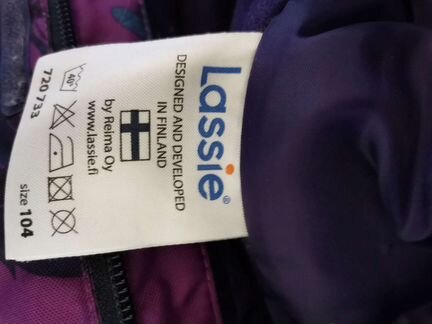 Lassie®
DESIGNED AND DEVELOPED
IN FINLAND
by Reima Oy
www.lassie.fi
40°
720 733
size 104